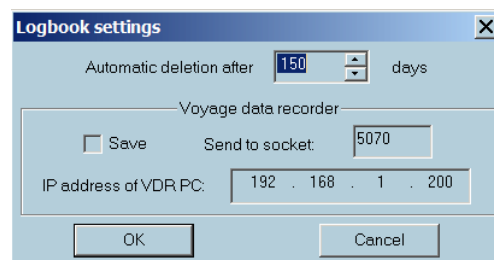 Logbook settings
Automatic deletion after 150 days
Voyage data recorder
Save Send to socket: 5070
IP address of VDR PC: 192 . 168 . 1 . 200
OK Cancel